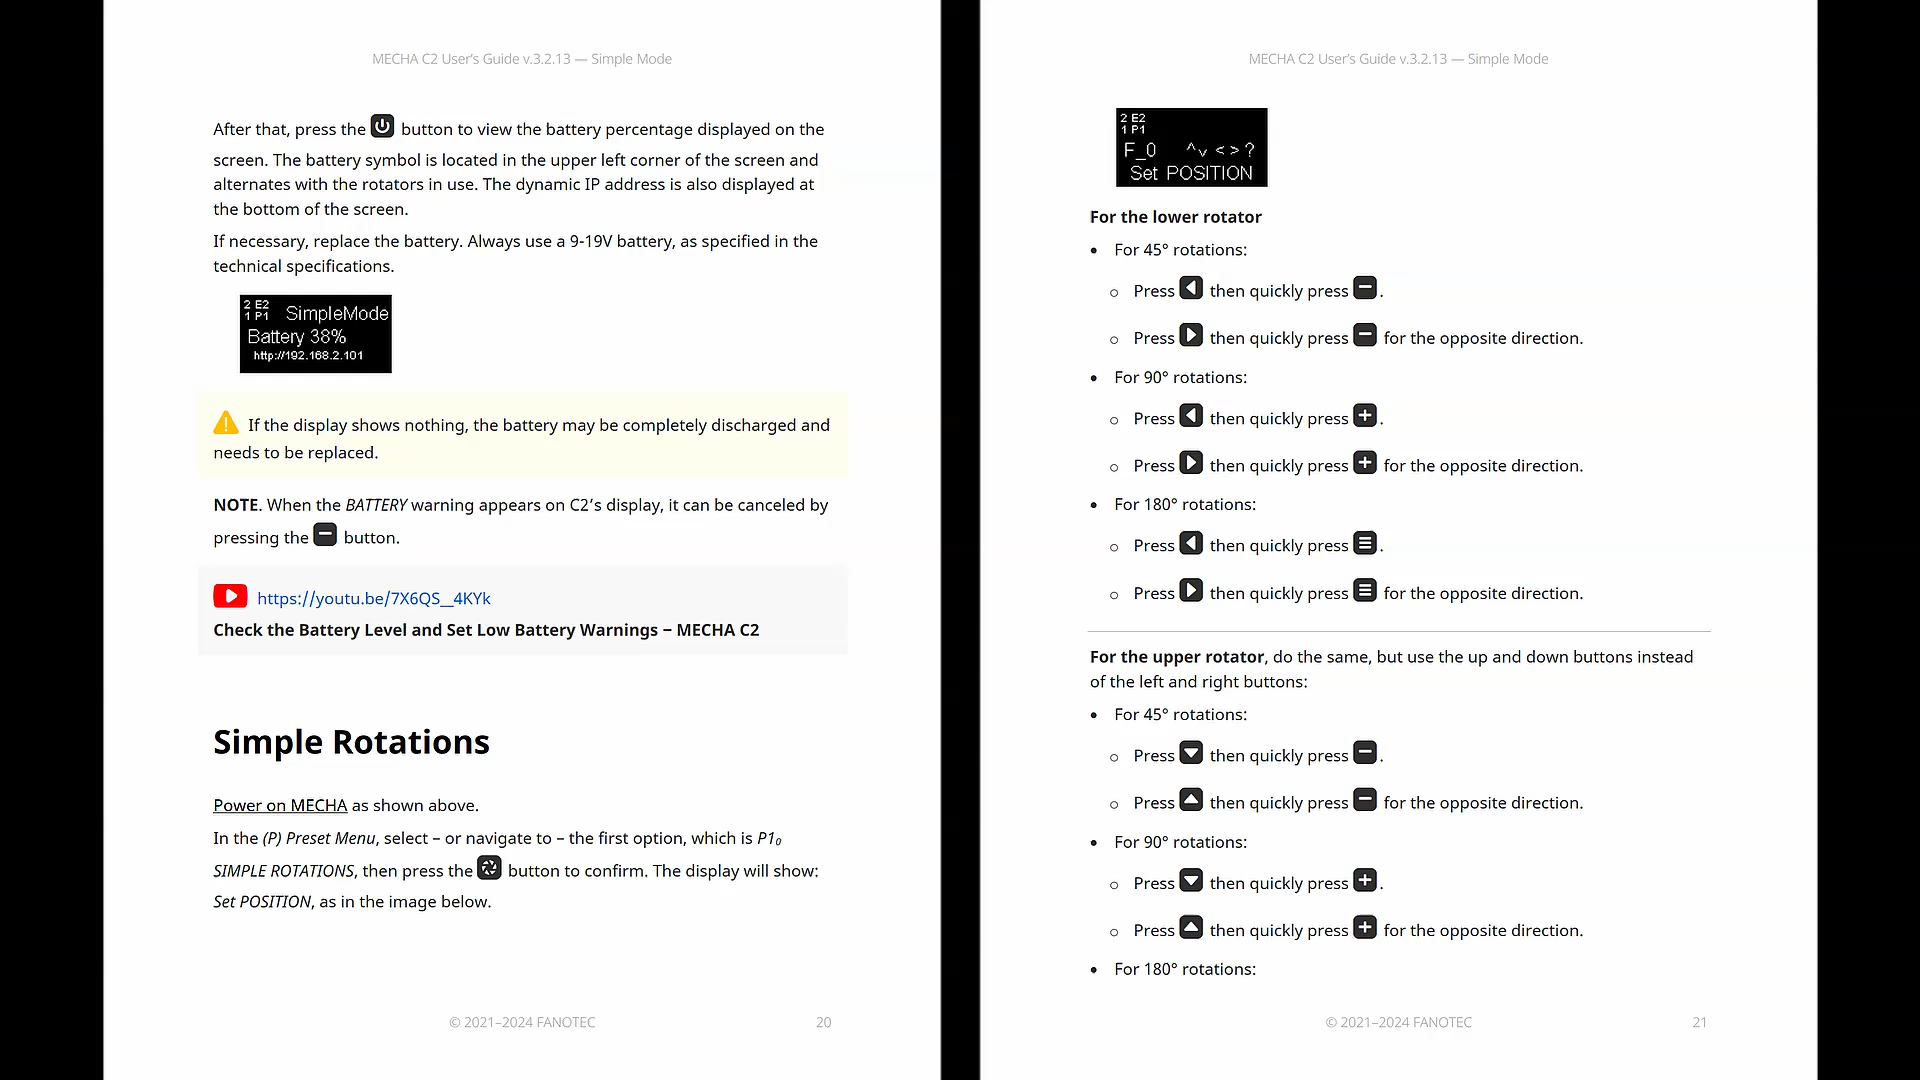 MECHA C2 User's Guide v.3.2.13 — Simple Mode
After that, press the button to view the battery percentage displayed on the
screen. The battery symbol is located in the upper left corner of the screen and
alternates with the rotators in use. The dynamic IP address is also displayed at
the bottom of the screen.
If necessary, replace the battery. Always use a 9-19V battery, as specified in the
technical specifications.
2 E2
1 P1 SimpleMode
Battery 38%
http://192.168.2.101
If the display shows nothing, the battery may be completely discharged and
needs to be replaced.
NOTE. When the BATTERY warning appears on C2’s display, it can be canceled by
pressing the button.
https://youtu.be/7X6QS__4KYk
Check the Battery Level and Set Low Battery Warnings – MECHA C2
Simple Rotations
Power on MECHA as shown above.
In the (P) Preset Menu, select – or navigate to – the first option, which is P1₀
SIMPLE ROTATIONS, then press the button to confirm. The display will show:
Set POSITION, as in the image below.
© 2021–2024 FANOTEC 20
MECHA C2 User's Guide v.3.2.13 — Simple Mode
2 E2
1 P1
F_0 ^v < > ?
Set POSITION
For the lower rotator
• For 45° rotations:
o Press then quickly press .
o Press then quickly press for the opposite direction.
• For 90° rotations:
o Press then quickly press .
o Press then quickly press for the opposite direction.
• For 180° rotations:
o Press then quickly press .
o Press then quickly press for the opposite direction.
For the upper rotator, do the same, but use the up and down buttons instead
of the left and right buttons:
• For 45° rotations:
o Press then quickly press .
o Press then quickly press for the opposite direction.
• For 90° rotations:
o Press then quickly press .
o Press then quickly press for the opposite direction.
• For 180° rotations:
© 2021–2024 FANOTEC 21